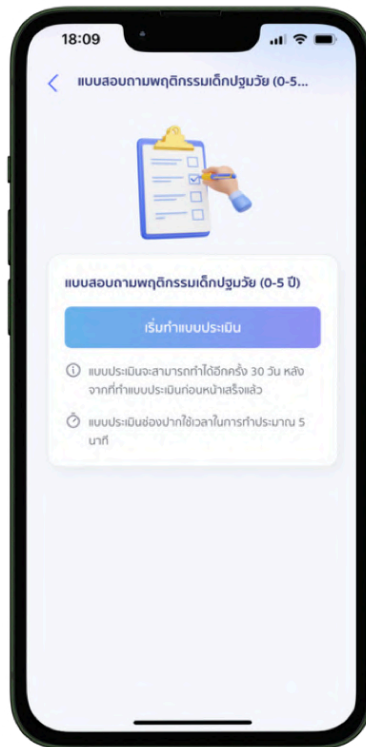 18:09
แบบสอบถามพฤติกรรมเด็กปฐมวัย (0-5...
แบบสอบถามพฤติกรรมเด็กปฐมวัย (0-5 ปี)
เริ่มทำแบบประเมิน
แบบประเมินจะสามารถทำได้อีกครั้ง 30 วัน หลัง
จากที่ทำแบบประเมินก่อนหน้าเสร็จแล้ว
แบบประเมินช่องปากใช้เวลาในการทำประมาณ 5
นาที